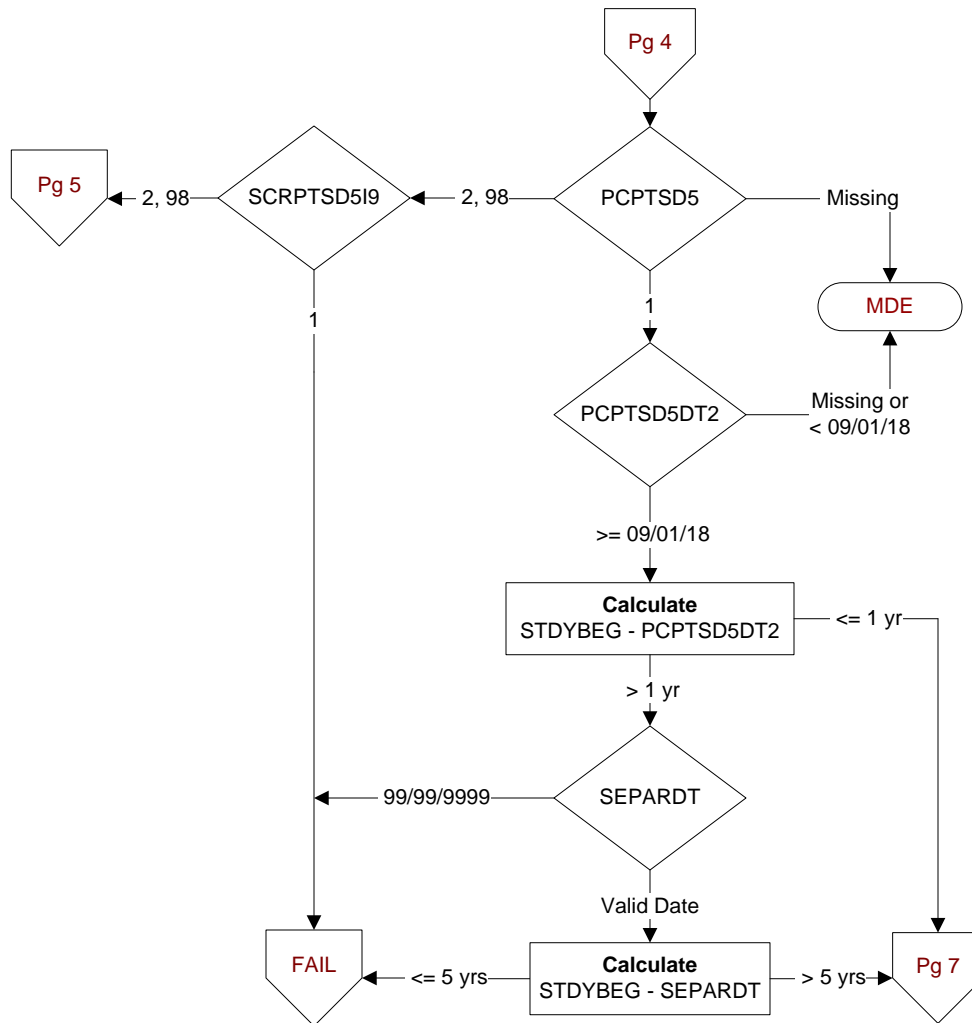 Pg 4
Pg 5
2, 98
SCRPTSD5I9
2, 98
PCPTSD5
Missing
MDE
1
1
PCPTSD5DT2
Missing or
< 09/01/18
>= 09/01/18
Calculate
STDYBEG - PCPTSD5DT2
<= 1 yr
> 1 yr
99/99/9999
SEPARDT
Valid Date
FAIL
<= 5 yrs
Calculate
STDYBEG - SEPARDT
> 5 yrs
Pg 7